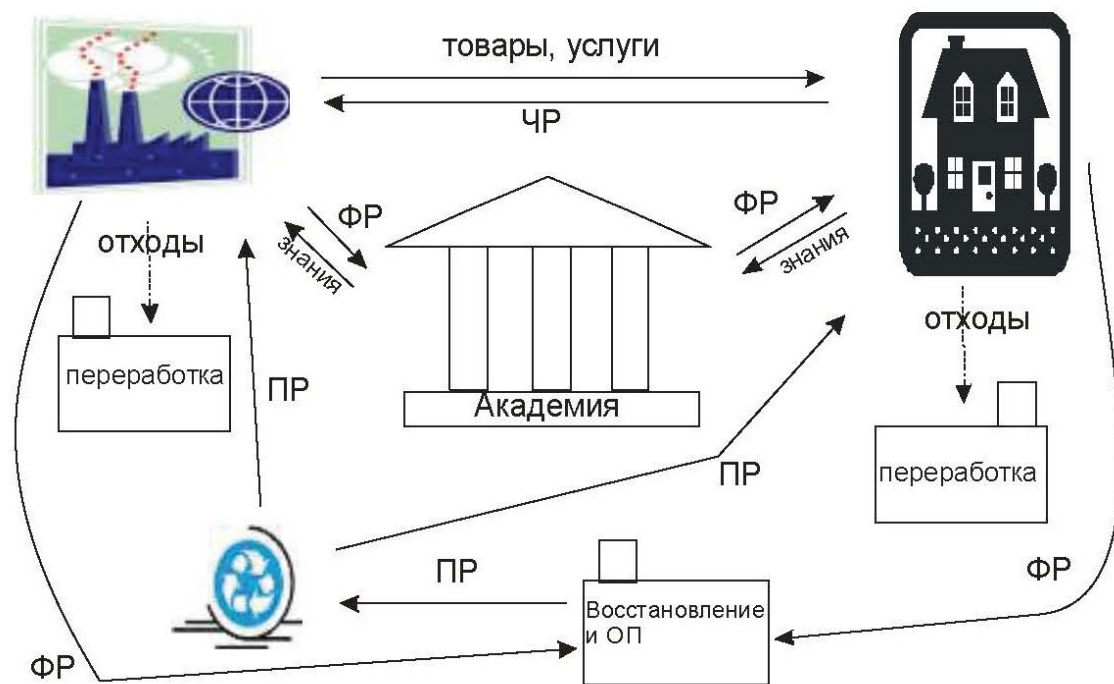 товары, услуги
ЧР
ФР
знания
ФР
знания
отходы
отходы
переработка
ПР
Академия
переработка
ПР
ПР
ФР
Восстановление
и ОП
ФР